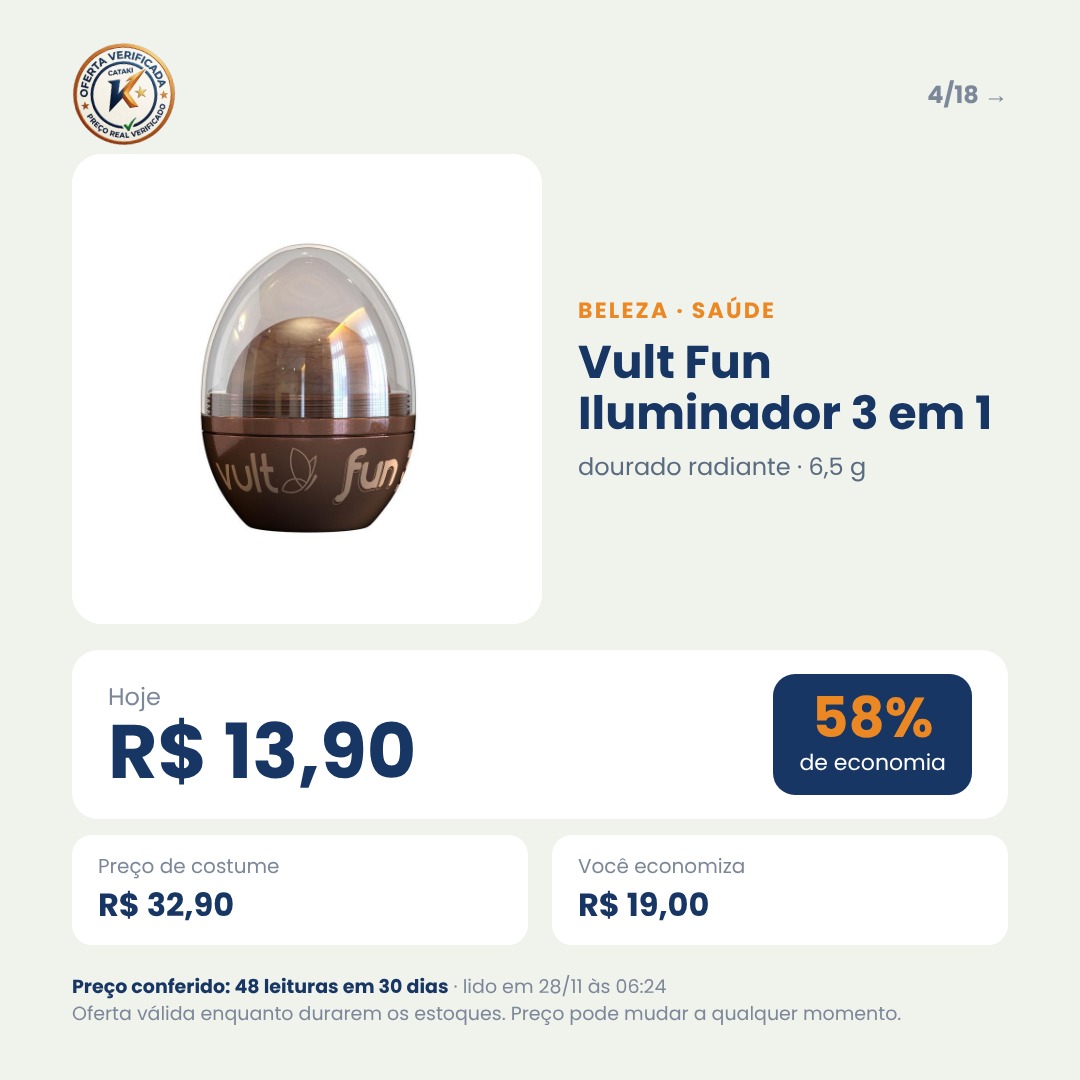 OFERTA VERIFICADA
CATAKI
K
PREÇO REAL VERIFICADO
4/18 →
vult fun
BELEZA · SAÚDE
Vult Fun
Iluminador 3 em 1
dourado radiante · 6,5 g
Hoje
R$ 13,90
58%
de economia
Preço de costume
R$ 32,90
Você economiza
R$ 19,00
Preço conferido: 48 leituras em 30 dias · lido em 28/11 às 06:24
Oferta válida enquanto durarem os estoques. Preço pode mudar a qualquer momento.